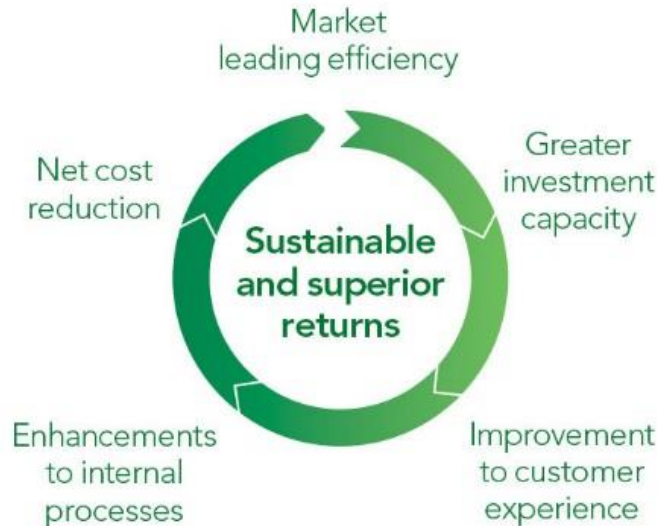 Market
leading efficiency
Greater
investment
capacity
Improvement
to customer
experience
Enhancements
to internal
processes
Net cost
reduction
Sustainable
and superior
returns